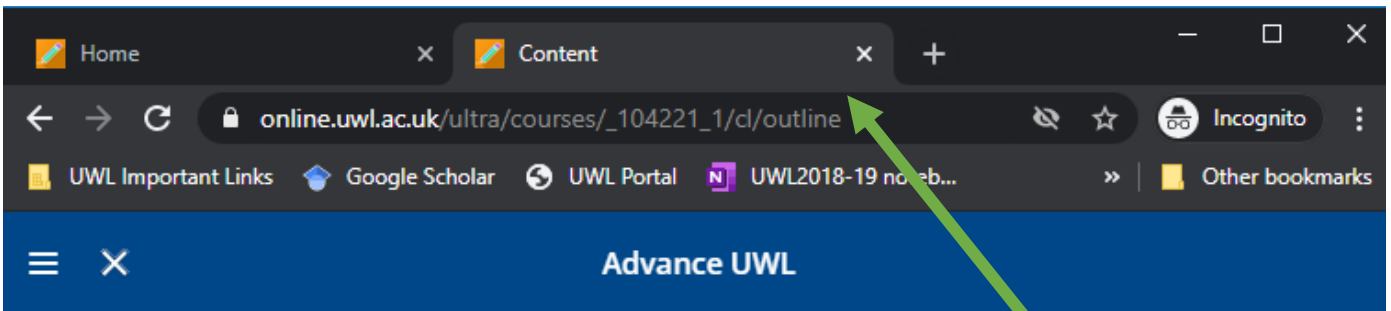 Home Content
online.uwl.ac.uk/ultra/courses/_104221_1/cl/outline Incognito
UWL Important Links Google Scholar UWL Portal N UWL2018-19 noteb... » Other bookmarks
Advance UWL